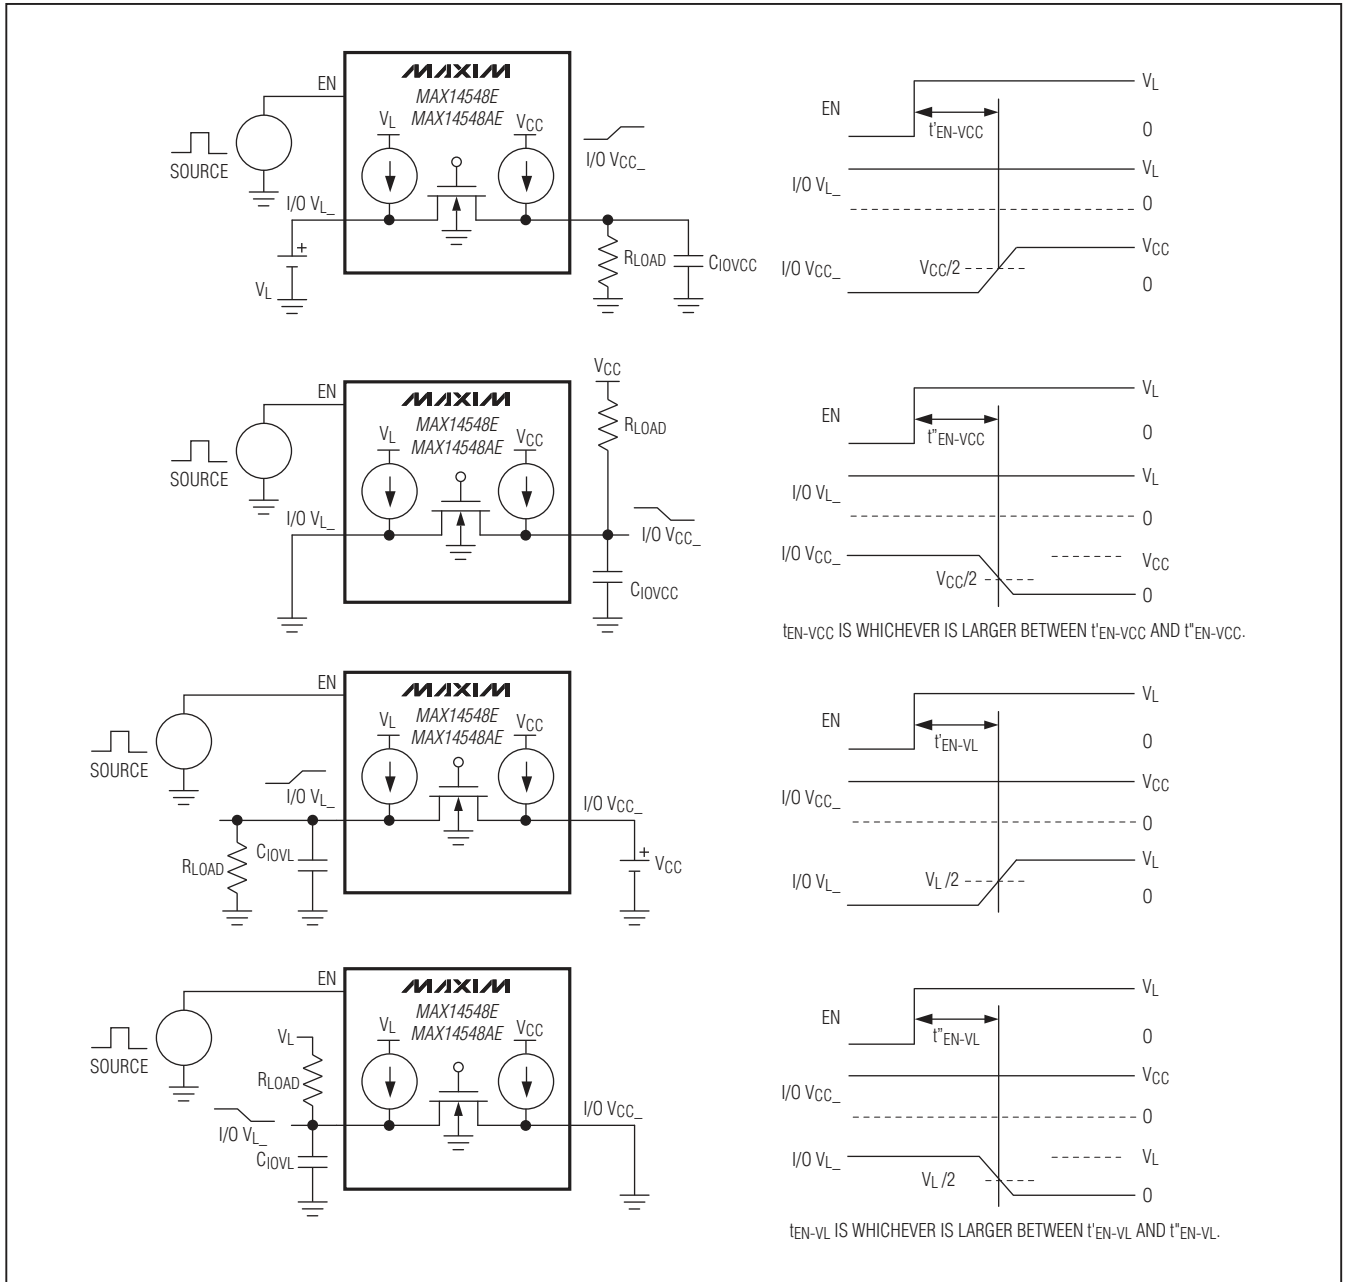 EN
MAXIM
MAX14548E
MAX14548AE
VL
VCC
SOURCE
I/O VL_
VL
+
I/O VCC_
RLOAD
CIOVCC
EN
t'EN-VCC
VL
0
I/O VL_
VL
0
I/O VCC_
VCC/2
VCC
0
EN
MAXIM
MAX14548E
MAX14548AE
VL
VCC
SOURCE
I/O VL_
VCC
RLOAD
I/O VCC_
CIOVCC
EN
t"EN-VCC
VL
0
I/O VL_
VL
0
I/O VCC_
VCC/2
VCC
0
tEN-VCC IS WHICHEVER IS LARGER BETWEEN t'EN-VCC AND t"EN-VCC.
EN
MAXIM
MAX14548E
MAX14548AE
VL
VCC
SOURCE
I/O VL_
RLOAD
CIOVL
I/O VCC_
+
VCC
EN
t'EN-VL
VL
0
I/O VCC_
VCC
0
I/O VL_
VL /2
VL
0
EN
MAXIM
MAX14548E
MAX14548AE
VL
VCC
SOURCE
VL
RLOAD
I/O VL_
CIOVL
I/O VCC_
EN
t"EN-VL
VL
0
I/O VCC_
VCC
0
I/O VL_
VL /2
VL
0
tEN-VL IS WHICHEVER IS LARGER BETWEEN t'EN-VL AND t"EN-VL.